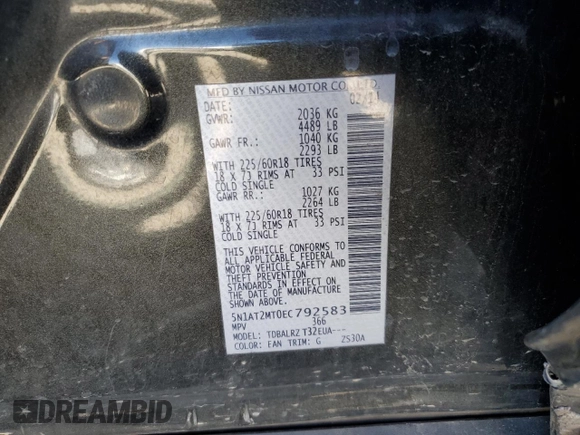 MFD BY NISSAN MOTOR CO., LTD.
DATE: 02/14
GVWR: 2036 KG
4489 LB
GAWR FR.: 1040 KG
2293 LB
WITH 225/60R18 TIRES
18 X 7J RIMS AT 33 PSI
COLD SINGLE
GAWR RR.: 1027 KG
2264 LB
WITH 225/60R18 TIRES
18 X 7J RIMS AT 33 PSI
COLD SINGLE
THIS VEHICLE CONFORMS TO
ALL APPLICABLE FEDERAL
MOTOR VEHICLE SAFETY AND
THEFT PREVENTION
STANDARDS IN EFFECT ON
THE DATE OF MANUFACTURE
SHOWN ABOVE.
5N1AT2MT0EC792583
MPV 366
MODEL: TDBALRZ T32EUA---
COLOR: EAN TRIM: G 2S30A
DREAMBID